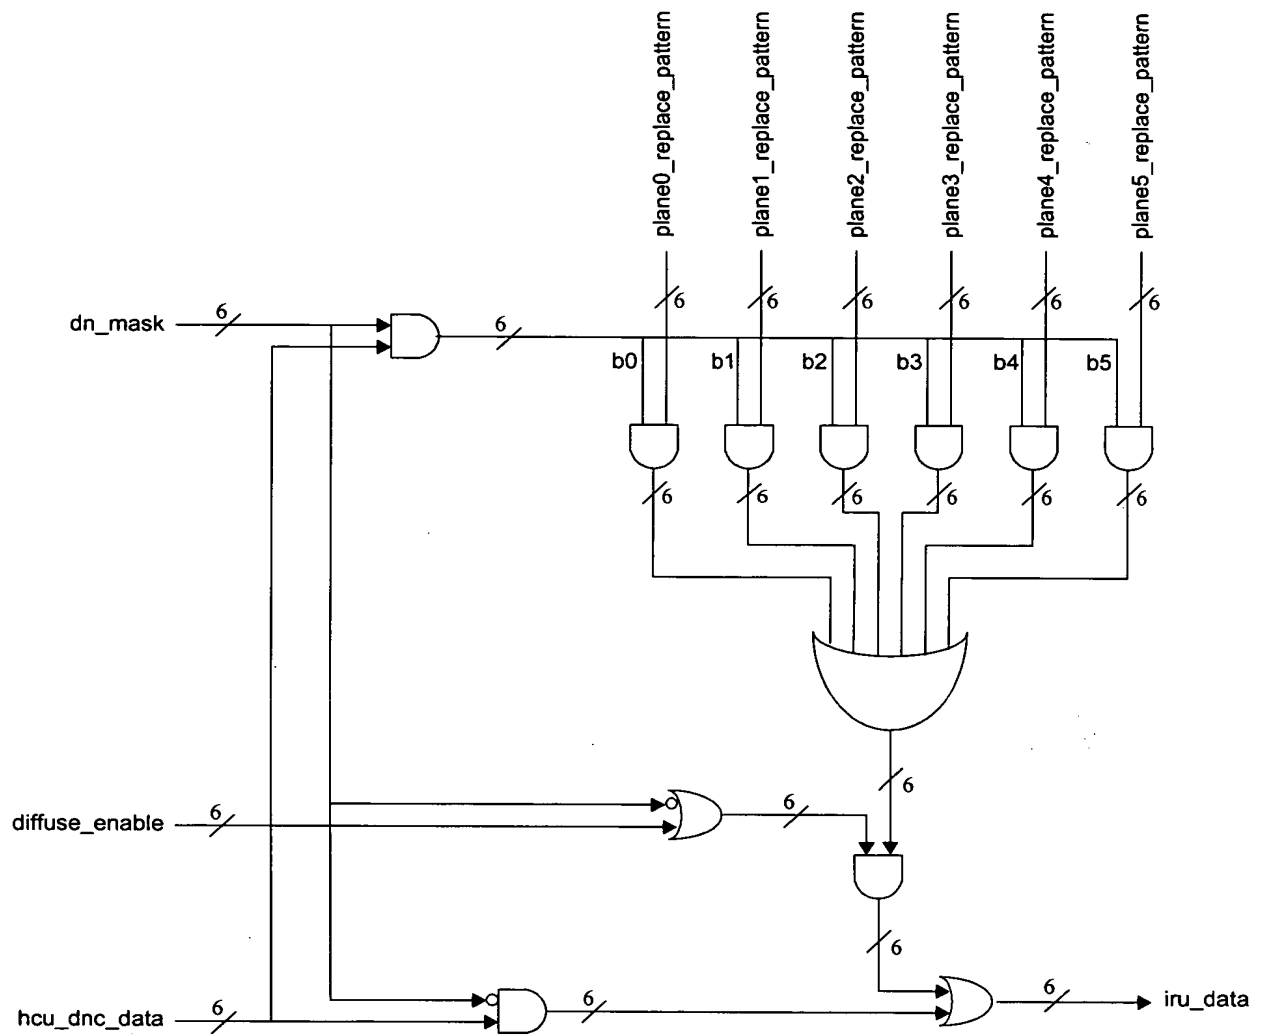 plane0_replace_pattern
plane1_replace_pattern
plane2_replace_pattern
plane3_replace_pattern
plane4_replace_pattern
plane5_replace_pattern
6 6 6 6 6 6
dn_mask 6 6
b0 b1 b2 b3 b4 b5
6 6 6 6 6 6
6
diffuse_enable 6 6
6
hcu_dnc_data 6 6 6 iru_data